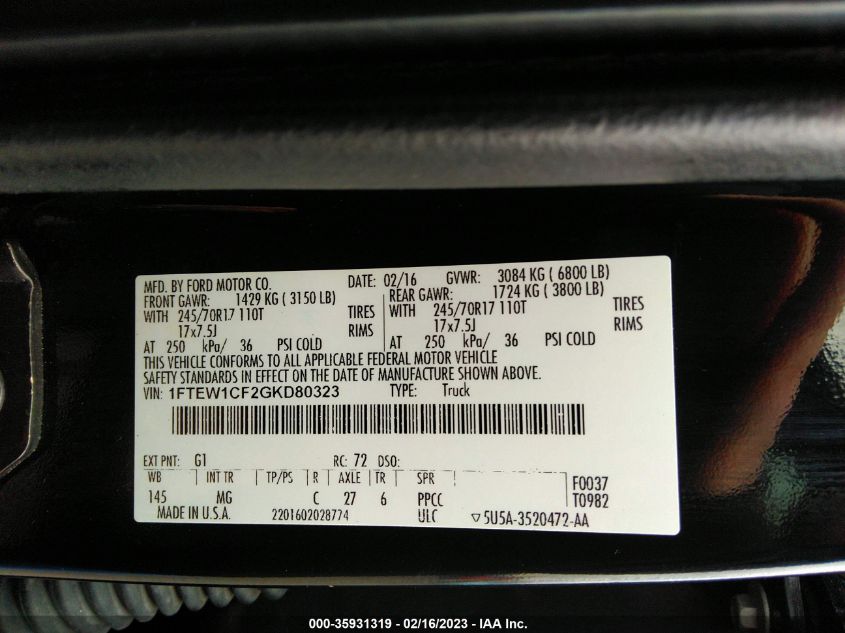 MFD. BY FORD MOTOR CO. DATE: 02/16 GVWR: 3084 KG ( 6800 LB)
FRONT GAWR: 1429 KG ( 3150 LB) REAR GAWR: 1724 KG ( 3800 LB)
WITH 245/70R17 110T TIRES WITH 245/70R17 110T TIRES
17x7.5J RIMS 17x7.5J RIMS
AT 250 kPa/ 36 PSI COLD AT 250 kPa/ 36 PSI COLD
THIS VEHICLE CONFORMS TO ALL APPLICABLE FEDERAL MOTOR VEHICLE
SAFETY STANDARDS IN EFFECT ON THE DATE OF MANUFACTURE SHOWN ABOVE.
VIN: 1FTEW1CF2GKD80323 TYPE: Truck
EXT PNT: G1 RC: 72 DSO:
WB INT TR TP/PS R AXLE TR SPR F0037
145 MG C 27 6 PPCC T0982
MADE IN U.S.A. 2201602028774 ULC ▽5U5A-3520472-AA
000-35931319 - 02/16/2023 - IAA Inc.